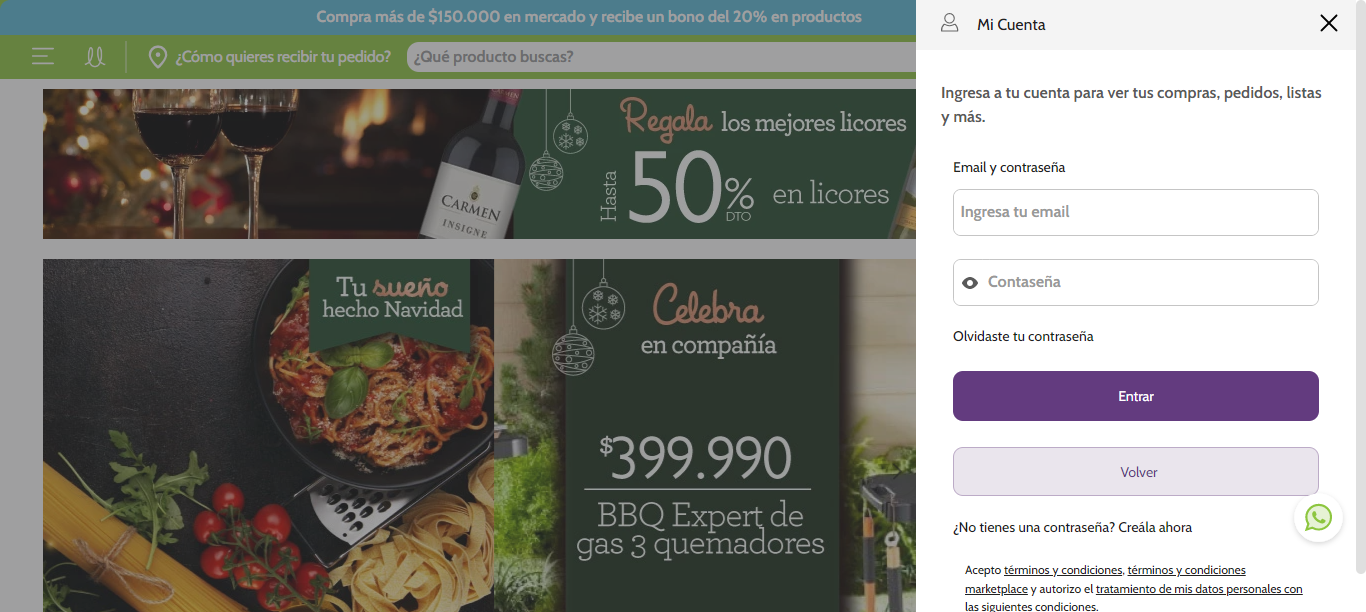 Compra más de $150.000 en mercado y recibe un bono del 20% en productos
¿Cómo quieres recibir tu pedido?
¿Qué producto buscas?
Regala los mejores licores
Hasta 50% DTO en licores
CARMEN
INSIGNE
Tu sueño
hecho Navidad
Celebra
en compañía
$399.990
BBQ Expert de
gas 3 quemadores
Mi Cuenta
Ingresa a tu cuenta para ver tus compras, pedidos, listas
y más.
Email y contraseña
Ingresa tu email
Contaseña
Olvidaste tu contraseña
Entrar
Volver
¿No tienes una contraseña? Creála ahora
Acepto términos y condiciones, términos y condiciones
marketplace y autorizo el tratamiento de mis datos personales con
las siguientes condiciones.